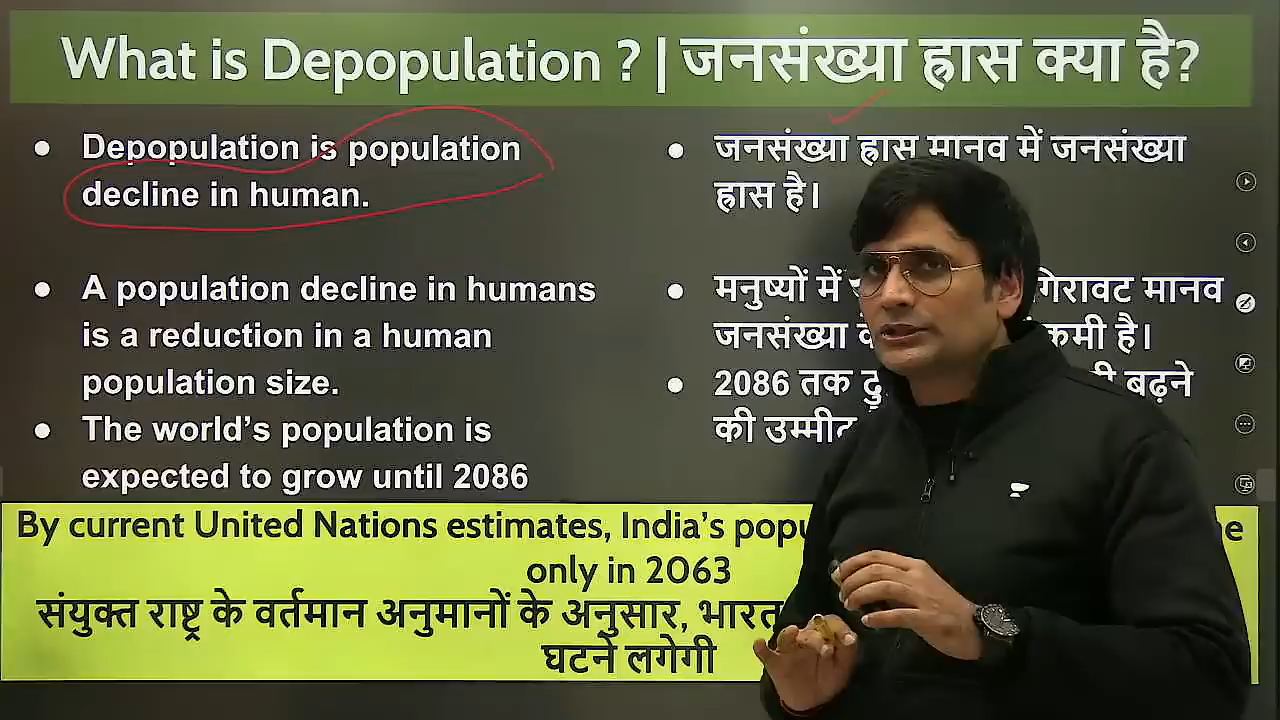 What is Depopulation ? | जनसंख्या ह्रास क्या है?
Depopulation is population
decline in human.
A population decline in humans
is a reduction in a human
population size.
The world's population is
expected to grow until 2086
जनसंख्या ह्रास मानव में जनसंख्या
ह्रास है।
मनुष्यों में गिरावट मानव
जनसंख्या कमी है।
2086 तक बढ़ने
की उम्मीद
By current United Nations estimates, India's
only in 2063
संयुक्त राष्ट्र के वर्तमान अनुमानों के अनुसार, भारत
घटने लगेगी